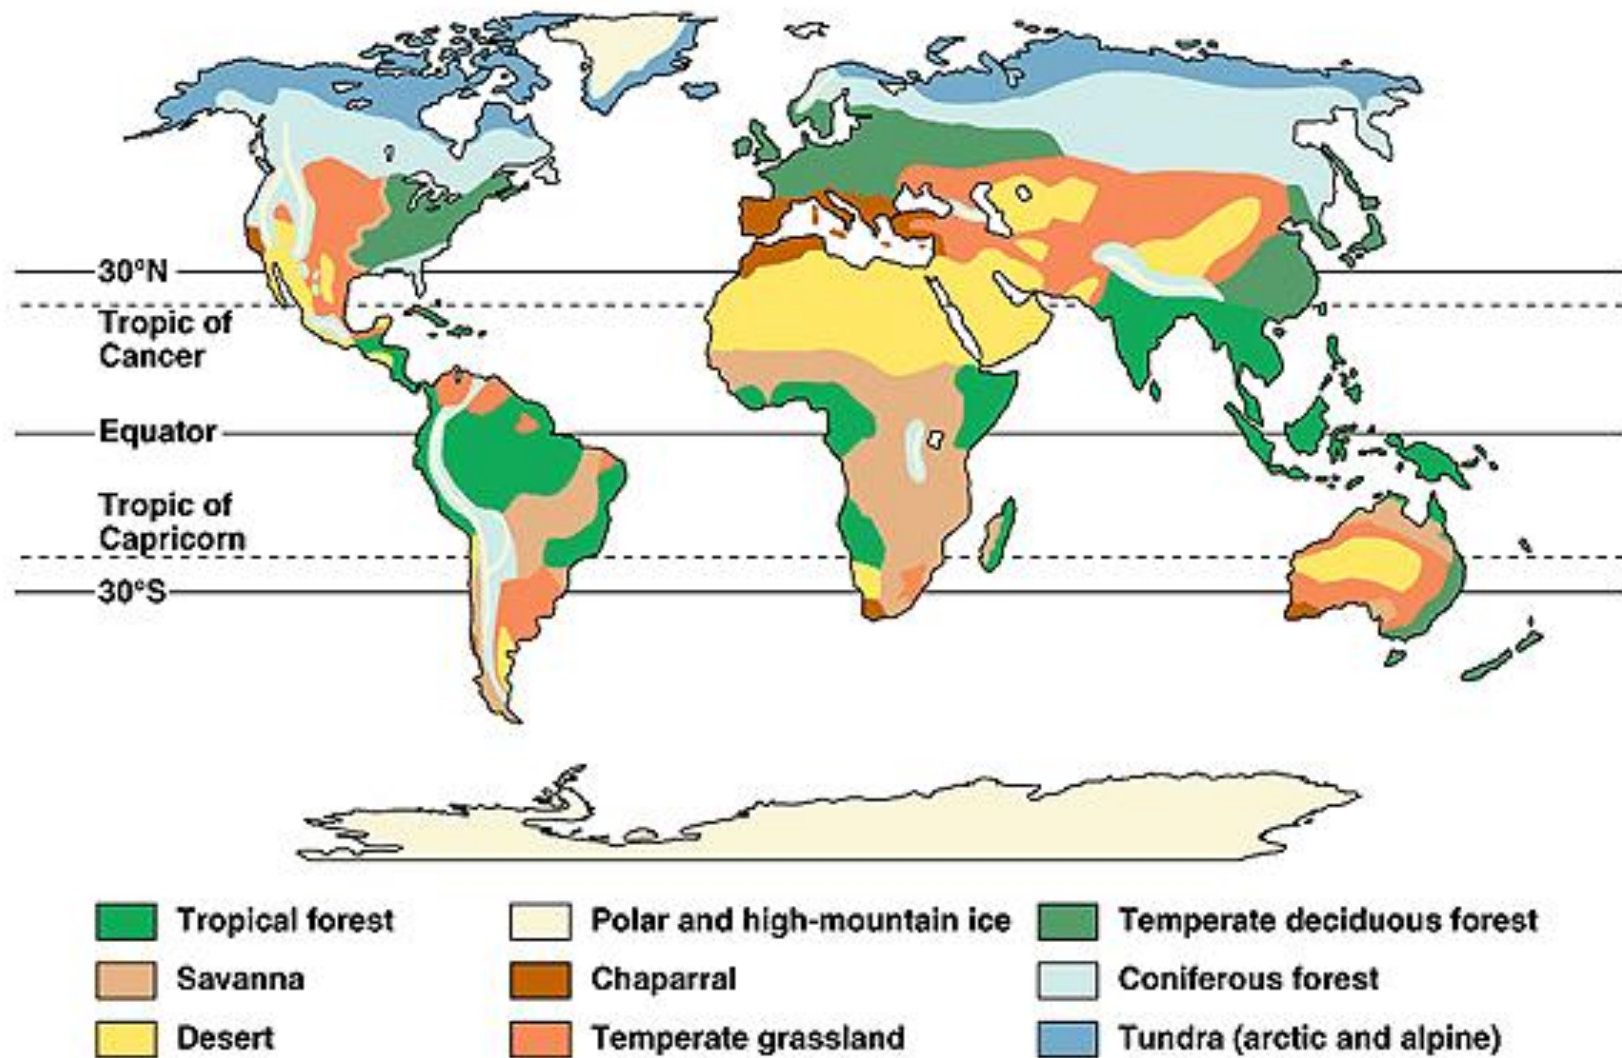 30°N
Tropic of
Cancer
Equator
Tropic of
Capricorn
30°S
Tropical forest
Polar and high-mountain ice
Temperate deciduous forest
Savanna
Chaparral
Coniferous forest
Desert
Temperate grassland
Tundra (arctic and alpine)